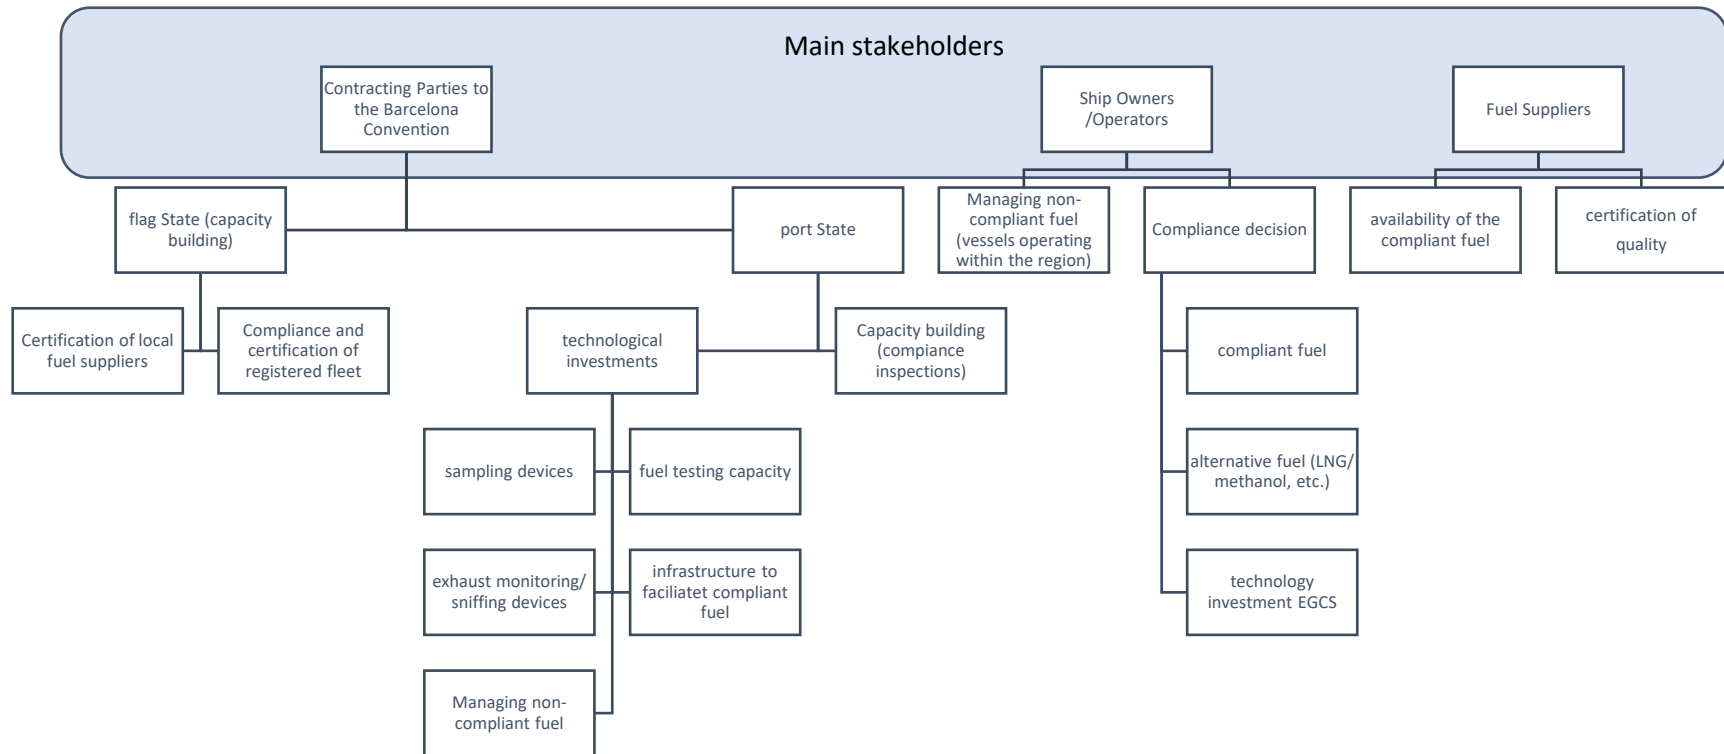 Main stakeholders
Contracting Parties to
the Barcelona
Convention
Ship Owners
/Operators
Fuel Suppliers
flag State (capacity
building)
port State
Managing non-
compliant fuel
(vessels operating
within the region)
Compliance decision
availability of the
compliant fuel
certification of
quality
Certification of local
fuel suppliers
Compliance and
certification of
registered fleet
technological
investments
Capacity building
(compiance
inspections)
compliant fuel
sampling devices
fuel testing capacity
alternative fuel (LNG/
methanol, etc.)
exhaust monitoring/
sniffing devices
infrastructure to
faciliatet compliant
fuel
technology
investment EGCS
Managing non-
compliant fuel